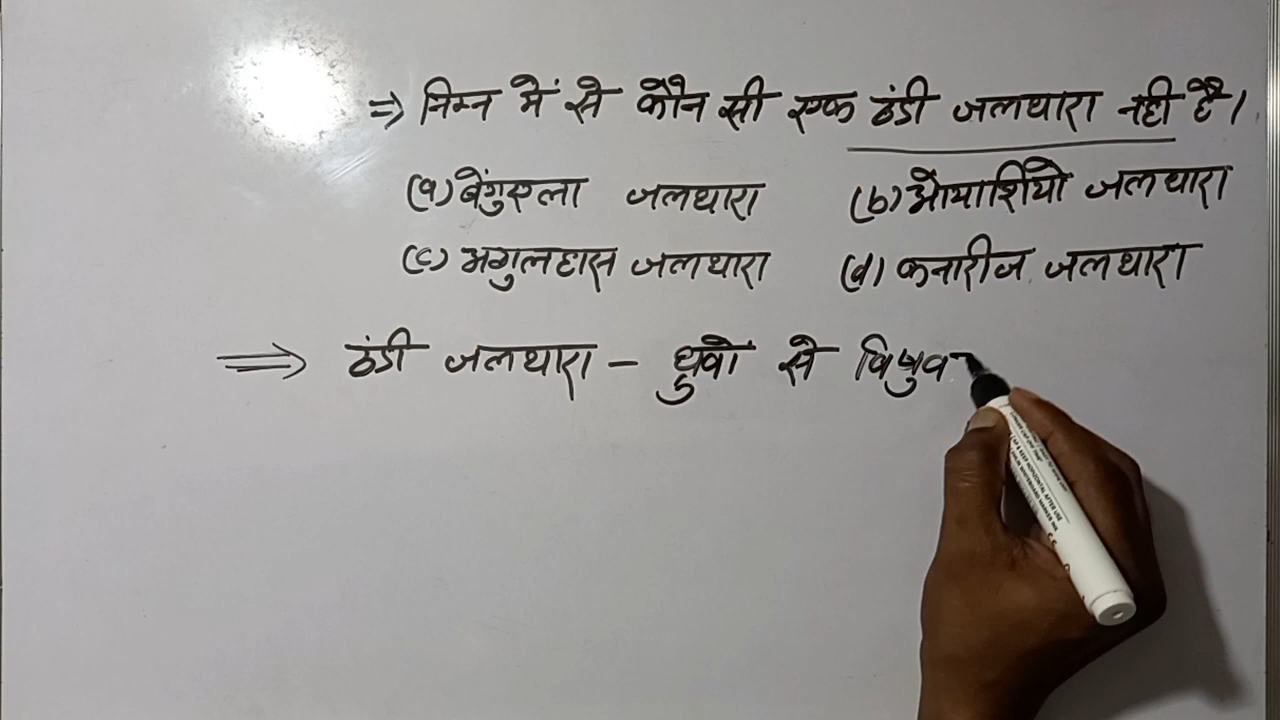 ⇒ निम्न में से कौन सी एक ठंडी जलधारा नही है।
(a) बेंगुएला जलधारा (b) ओयाशियो जलधारा
(c) अगुलहास जलधारा (d) कनारीज जलधारा
⇒ ठंडी जलधारा – ध्रुवों से विषुव